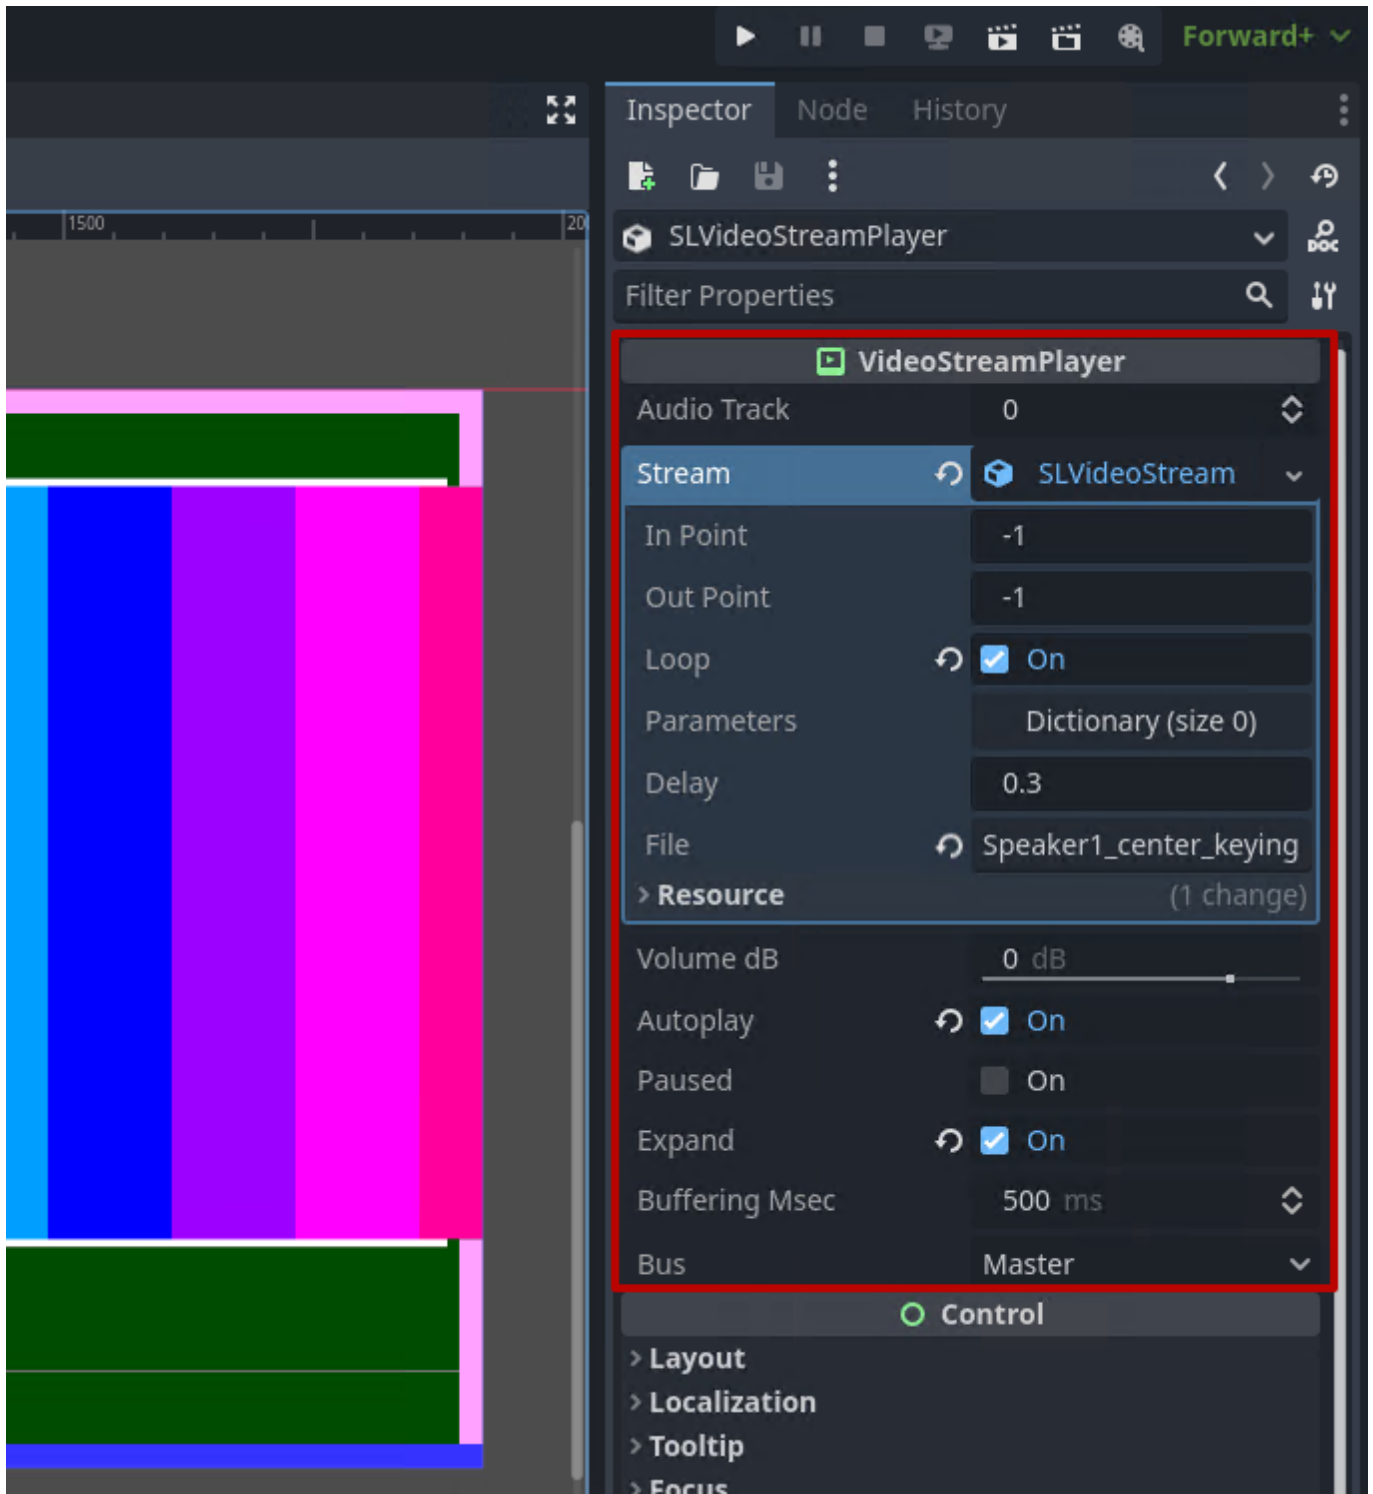 Forward+
Inspector Node History
1500
20
SLVideoStreamPlayer
DOC
Filter Properties
VideoStreamPlayer
Audio Track 0
Stream SLVideoStream
In Point -1
Out Point -1
Loop On
Parameters Dictionary (size 0)
Delay 0.3
File Speaker1_center_keying
Resource (1 change)
Volume dB 0 dB
Autoplay On
Paused On
Expand On
Buffering Msec 500 ms
Bus Master
Control
Layout
Localization
Tooltip
Focus